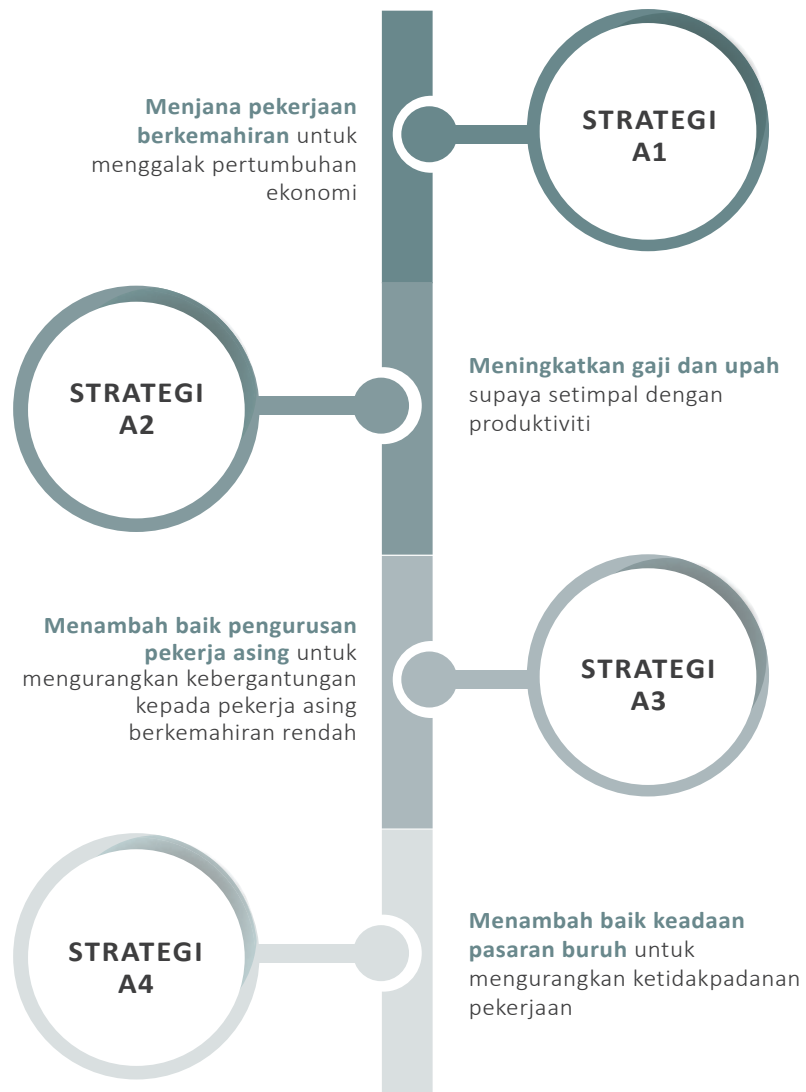 Menjana pekerjaan
berkemahiran untuk
menggalak pertumbuhan
ekonomi
STRATEGI
A1
STRATEGI
A2
Meningkatkan gaji dan upah
supaya setimpal dengan
produktiviti
Menambah baik pengurusan
pekerja asing untuk
mengurangkan kebergantungan
kepada pekerja asing
berkemahiran rendah
STRATEGI
A3
STRATEGI
A4
Menambah baik keadaan
pasaran buruh untuk
mengurangkan ketidakpadanan
pekerjaan